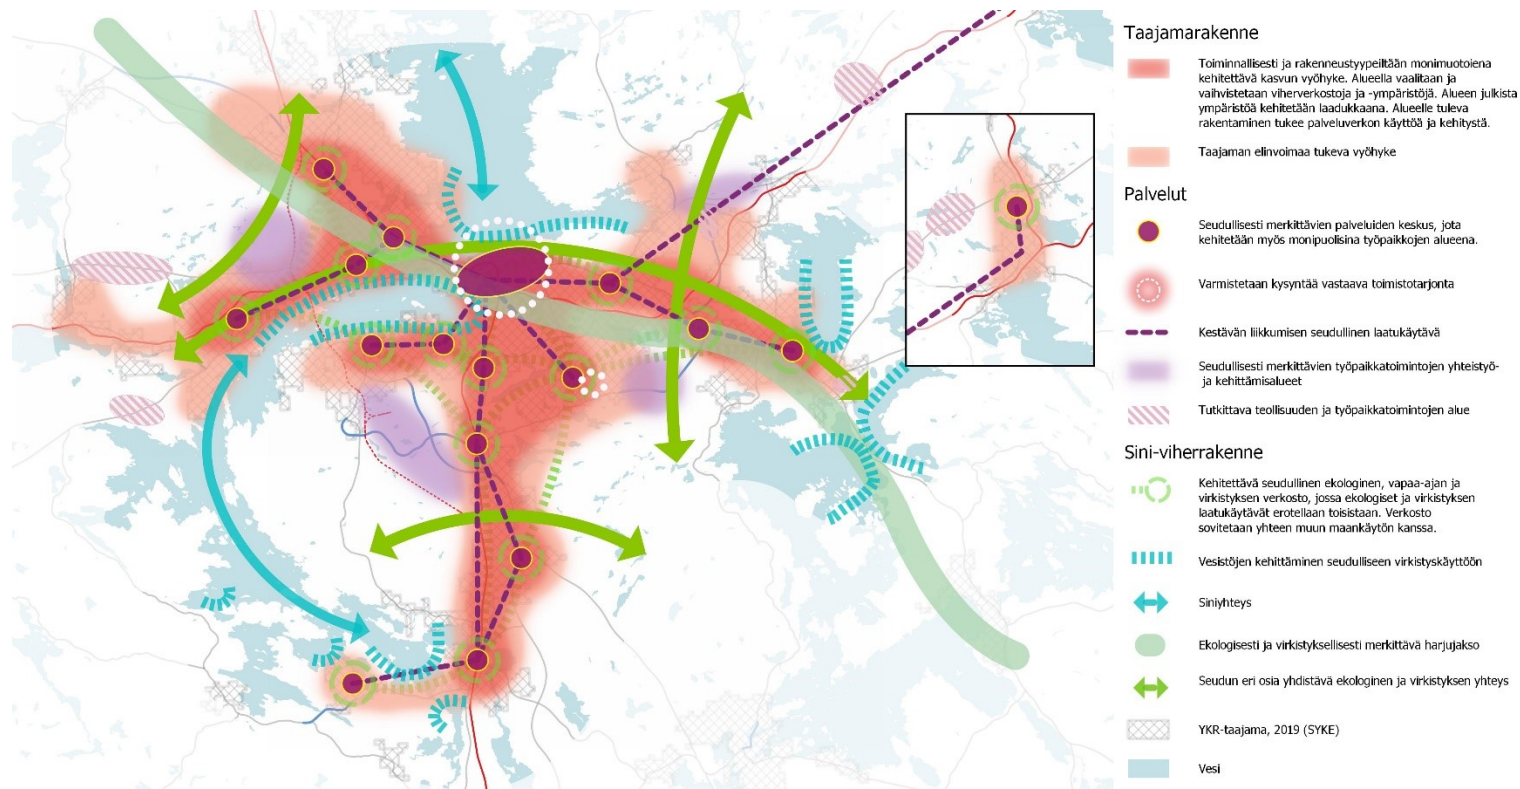 Taajamarakenne
Toiminnallisesti ja rakenneustyypeiltään monimuotoiena
kehitettävä kasvun vyöhyke. Alueella vaalitaan ja
vaihvistetaan viherverkostoja ja -ympäristöjä. Alueen julkista
ympäristöä kehitetään laadukkaana. Alueelle tuleva
rakentaminen tukee palveluverkon käyttöä ja kehitystä.
Taajaman elinvoimaa tukeva vyöhyke
Palvelut
Seudullisesti merkittävien palveluiden keskus, jota
kehitetään myös monipuolisina työpaikkojen alueena.
Varmistetaan kysyntää vastaava toimistotarjonta
Kestävän liikkumisen seudullinen laatukäytävä
Seudullisesti merkittävien työpaikkatoimintojen yhteistyö-
ja kehittämisalueet
Tutkittava teollisuuden ja työpaikkatoimintojen alue
Sini-viherrakenne
Kehitettävä seudullinen ekologinen, vapaa-ajan ja
virkistyksen verkosto, jossa ekologiset ja virkistyksen
laatukäytävät erotellaan toisistaan. Verkosto
sovitetaan yhteen muun maankäytön kanssa.
Vesistöjen kehittäminen seudulliseen virkistyskäyttöön
Siniyhteys
Ekologisesti ja virkistyksellisesti merkittävä harjujakso
Seudun eri osia yhdistävä ekologinen ja virkistyksen yhteys
YKR-taajama, 2019 (SYKE)
Vesi